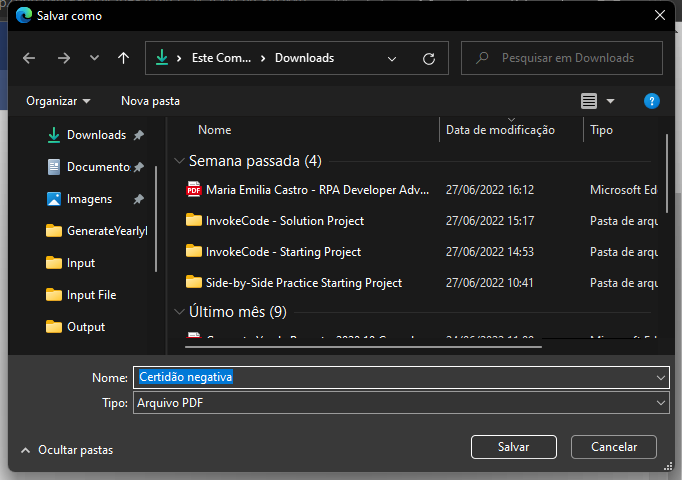 Salvar como
Este Com... > Downloads
Pesquisar em Downloads
Organizar
Nova pasta
?
Downloads
Documento
Imagens
GenerateYearly
Input
Input File
Output
Nome Data de modificação Tipo
Semana passada (4)
PDF Maria Emilia Castro - RPA Developer Adv... 27/06/2022 16:12 Microsoft Ed
InvokeCode - Solution Project 27/06/2022 15:17 Pasta de arqu
InvokeCode - Starting Project 27/06/2022 14:53 Pasta de arqu
Side-by-Side Practice Starting Project 27/06/2022 10:41 Pasta de arqu
Último mês (9)
Nome: Certidão negativa
Tipo: Arquivo PDF
Ocultar pastas
Salvar
Cancelar